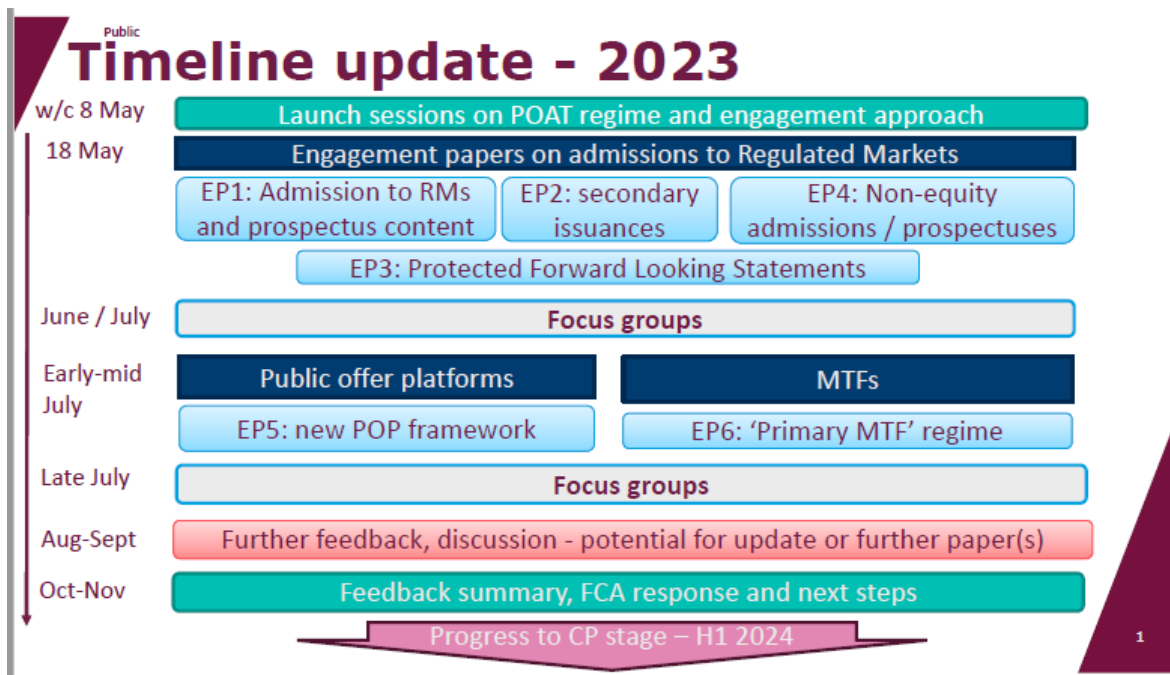 Public
Timeline update - 2023
w/c 8 May
Launch sessions on POAT regime and engagement approach
18 May
Engagement papers on admissions to Regulated Markets
EP1: Admission to RMs
and prospectus content
EP2: secondary
issuances
EP4: Non-equity
admissions / prospectuses
EP3: Protected Forward Looking Statements
June / July
Focus groups
Early-mid
July
Public offer platforms
MTFs
EP5: new POP framework
EP6: ‘Primary MTF’ regime
Late July
Focus groups
Aug-Sept
Further feedback, discussion - potential for update or further paper(s)
Oct-Nov
Feedback summary, FCA response and next steps
Progress to CP stage – H1 2024
1